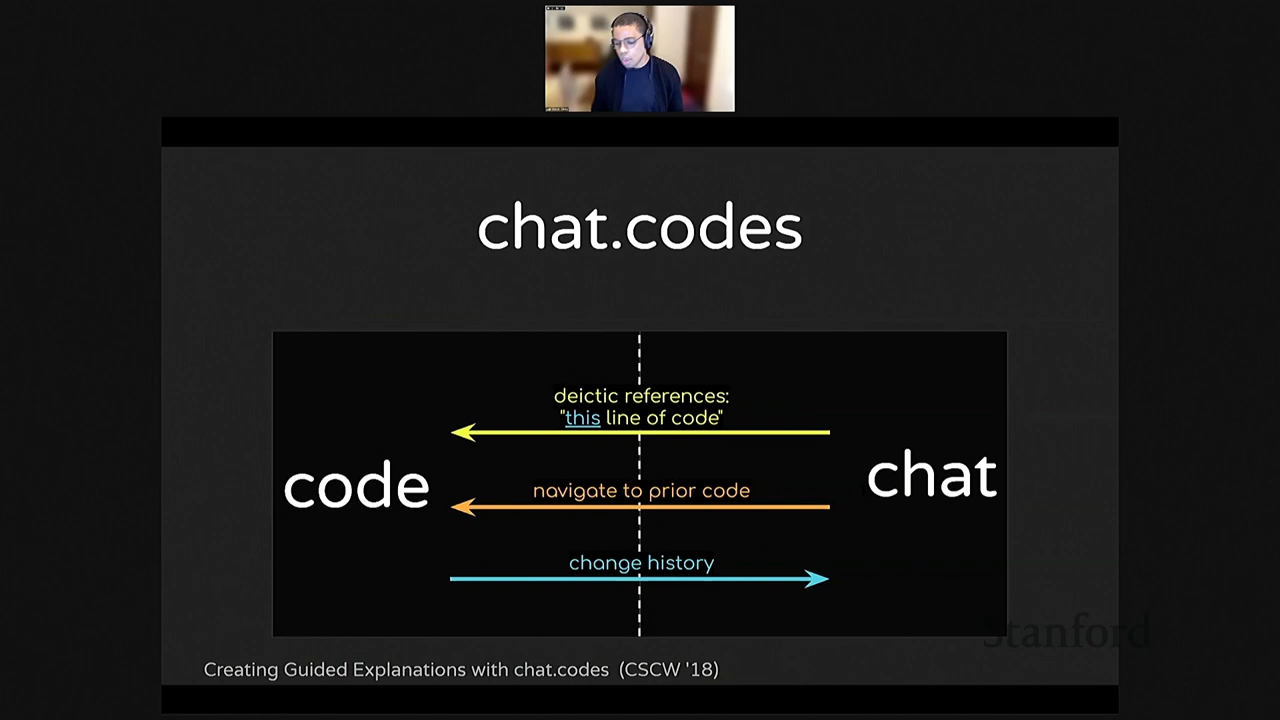 chat.codes
deictic references:
"this line of code"
code
chat
navigate to prior code
change history
Stanford
Creating Guided Explanations with chat.codes (CSCW '18)